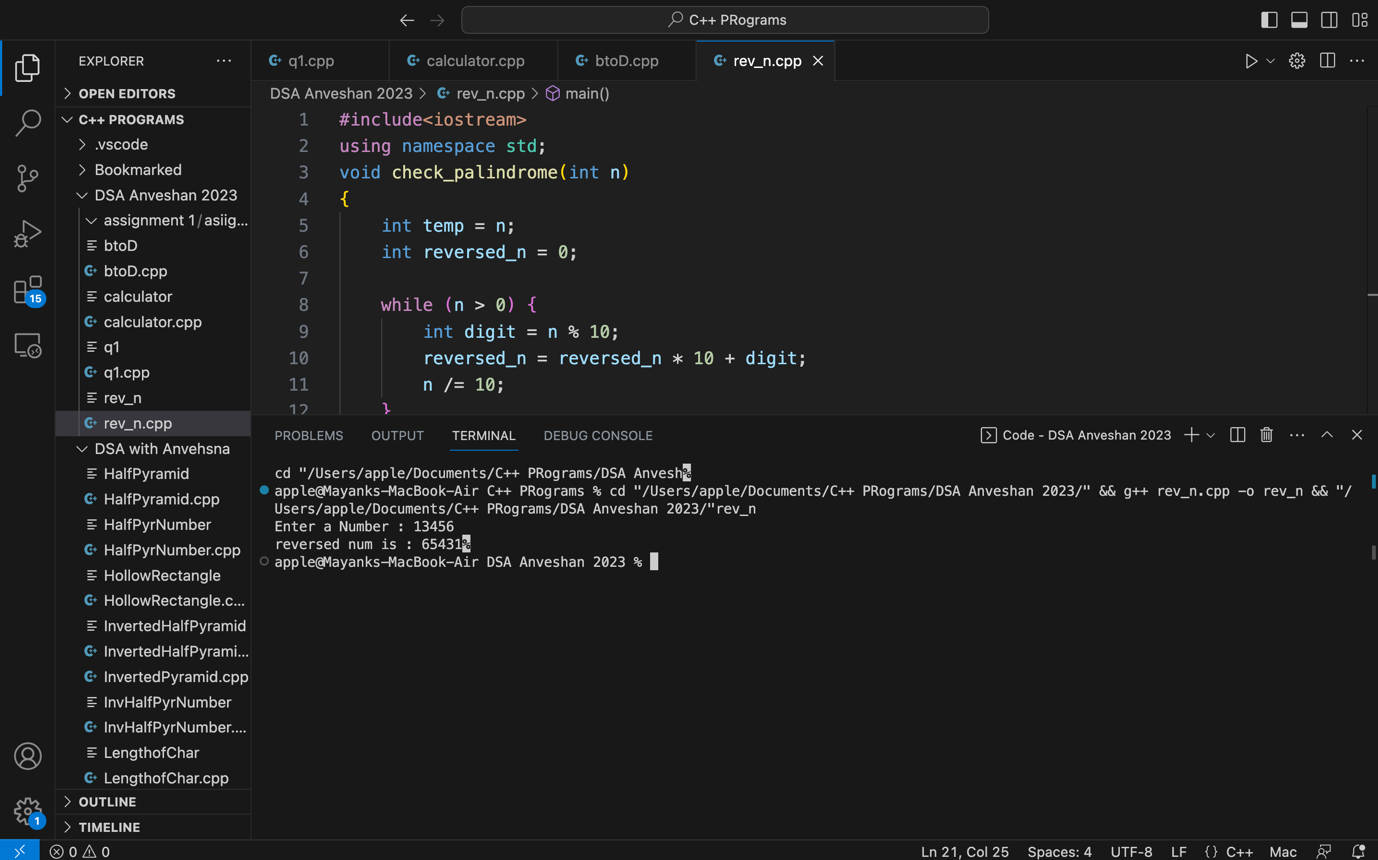 C++ PRograms
EXPLORER
OPEN EDITORS
C++ PROGRAMS
.vscode
Bookmarked
DSA Anveshan 2023
assignment 1/asiig...
btoD
btoD.cpp
calculator
calculator.cpp
q1
q1.cpp
rev_n
rev_n.cpp
DSA with Anvehsna
HalfPyramid
HalfPyramid.cpp
HalfPyrNumber
HalfPyrNumber.cpp
HollowRectangle
HollowRectangle.c...
InvertedHalfPyramid
InvertedHalfPyrami...
InvertedPyramid.cpp
InvHalfPyrNumber
InvHalfPyrNumber....
LengthofChar
LengthofChar.cpp
OUTLINE
TIMELINE
15
1
q1.cpp calculator.cpp btoD.cpp rev_n.cpp
DSA Anveshan 2023 > rev_n.cpp > main()
1 #include<iostream>
2 using namespace std;
3 void check_palindrome(int n)
4 {
5 int temp = n;
6 int reversed_n = 0;
7
8 while (n > 0) {
9 int digit = n % 10;
10 reversed_n = reversed_n * 10 + digit;
11 n /= 10;
12 }
PROBLEMS OUTPUT TERMINAL DEBUG CONSOLE Code - DSA Anveshan 2023
cd "/Users/apple/Documents/C++ PRograms/DSA Anvesh%
apple@Mayanks-MacBook-Air C++ PRograms % cd "/Users/apple/Documents/C++ PRograms/DSA Anveshan 2023/" && g++ rev_n.cpp -o rev_n && "/
Users/apple/Documents/C++ PRograms/DSA Anveshan 2023/"rev_n
Enter a Number : 13456
reversed num is : 65431%
apple@Mayanks-MacBook-Air DSA Anveshan 2023 %
0 0 Ln 21, Col 25 Spaces: 4 UTF-8 LF {} C++ Mac